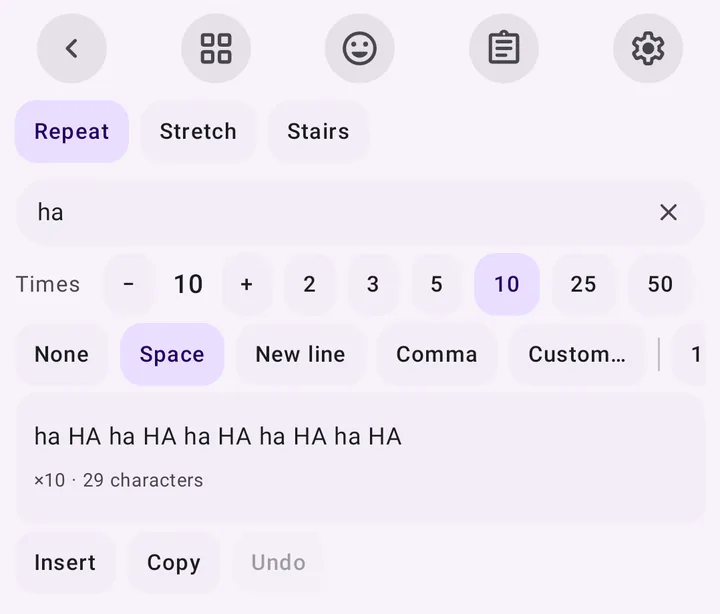 Repeat Stretch Stairs
ha
Times - 10 + 2 3 5 10 25 50
None Space New line Comma Custom… 1
ha HA ha HA ha HA ha HA ha HA
×10 · 29 characters
Insert Copy Undo